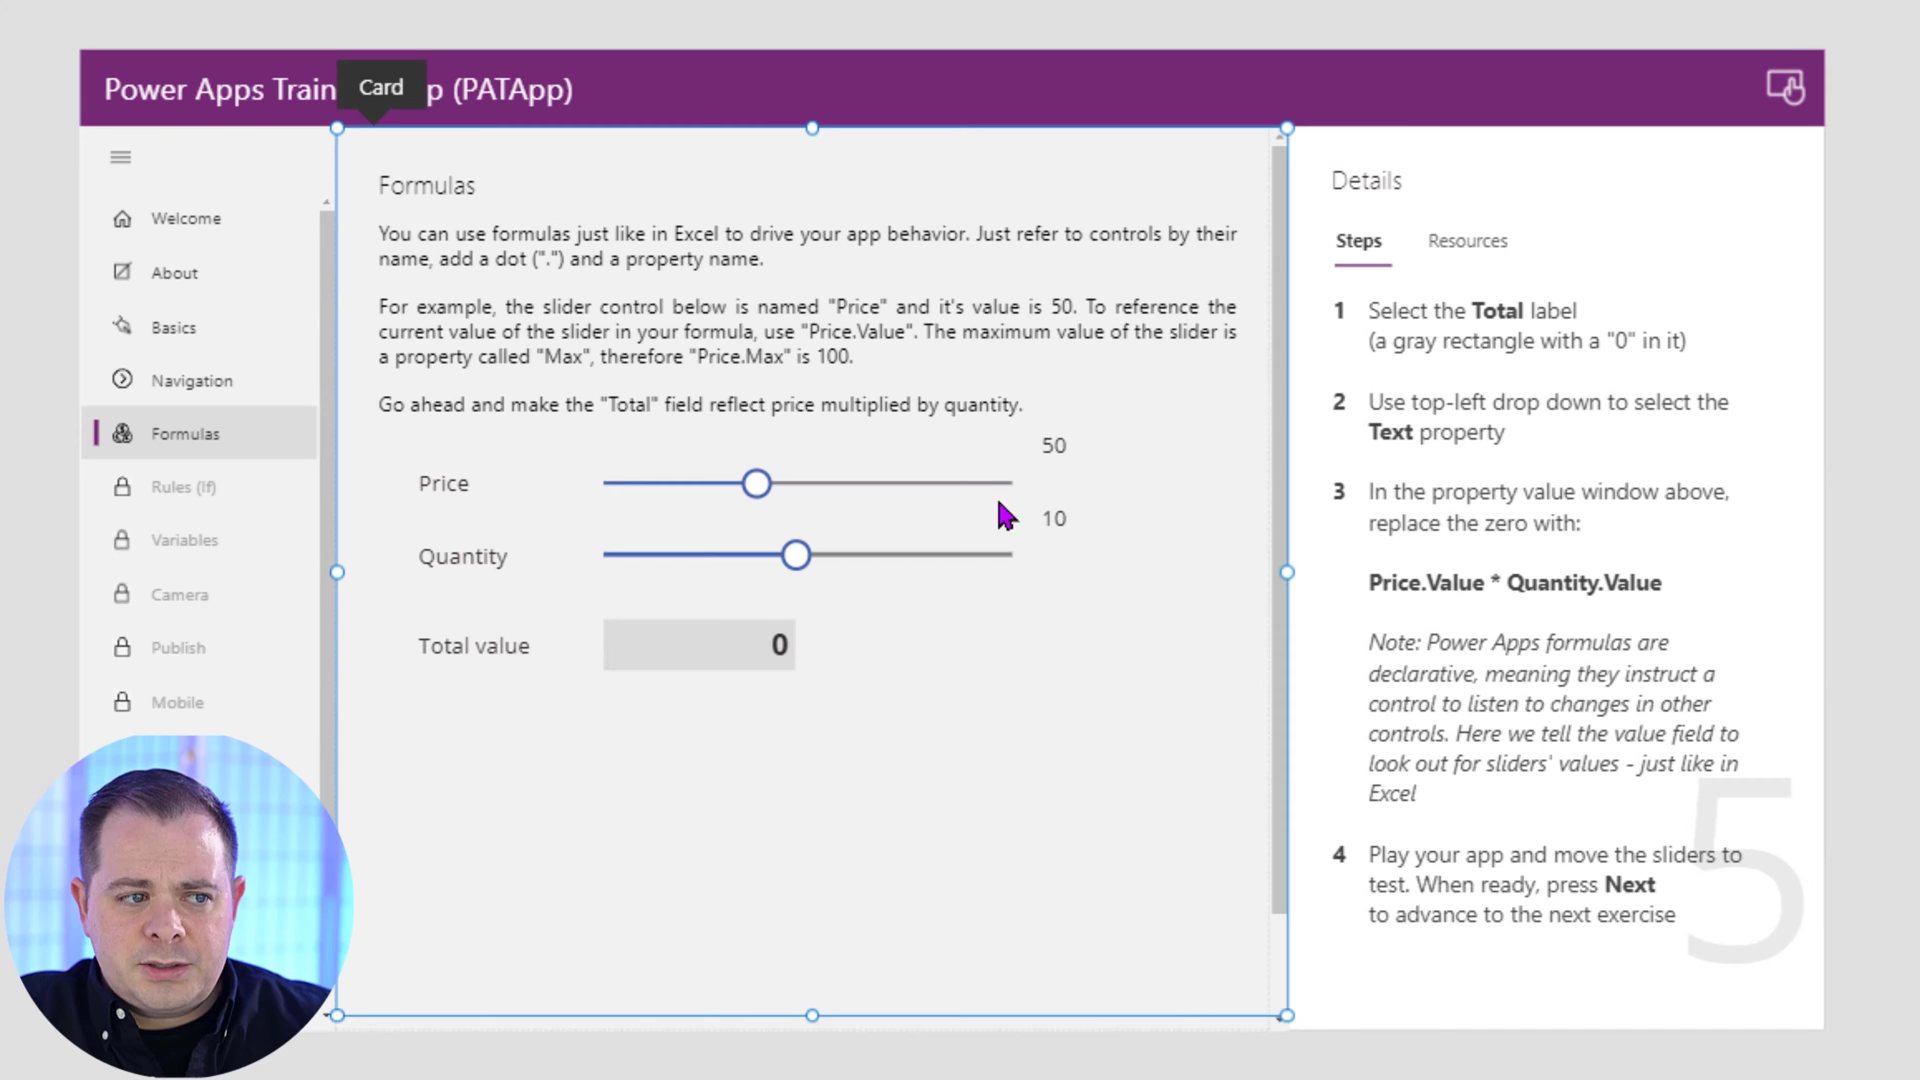 Power Apps Train
p (PATApp)
Card
Welcome
About
Basics
Navigation
Formulas
Rules (If)
Variables
Camera
Publish
Mobile
Formulas
You can use formulas just like in Excel to drive your app behavior. Just refer to controls by their
name, add a dot (".") and a property name.
For example, the slider control below is named "Price" and it's value is 50. To reference the
current value of the slider in your formula, use "Price.Value". The maximum value of the slider is
a property called "Max", therefore "Price.Max" is 100.
Go ahead and make the "Total" field reflect price multiplied by quantity.
50
Price
10
Quantity
Total value
0
Details
Steps
Resources
1 Select the Total label
(a gray rectangle with a "0" in it)
2 Use top-left drop down to select the
Text property
3 In the property value window above,
replace the zero with:
Price.Value * Quantity.Value
Note: Power Apps formulas are
declarative, meaning they instruct a
control to listen to changes in other
controls. Here we tell the value field to
look out for sliders' values - just like in
Excel
4 Play your app and move the sliders to
test. When ready, press Next
to advance to the next exercise
5